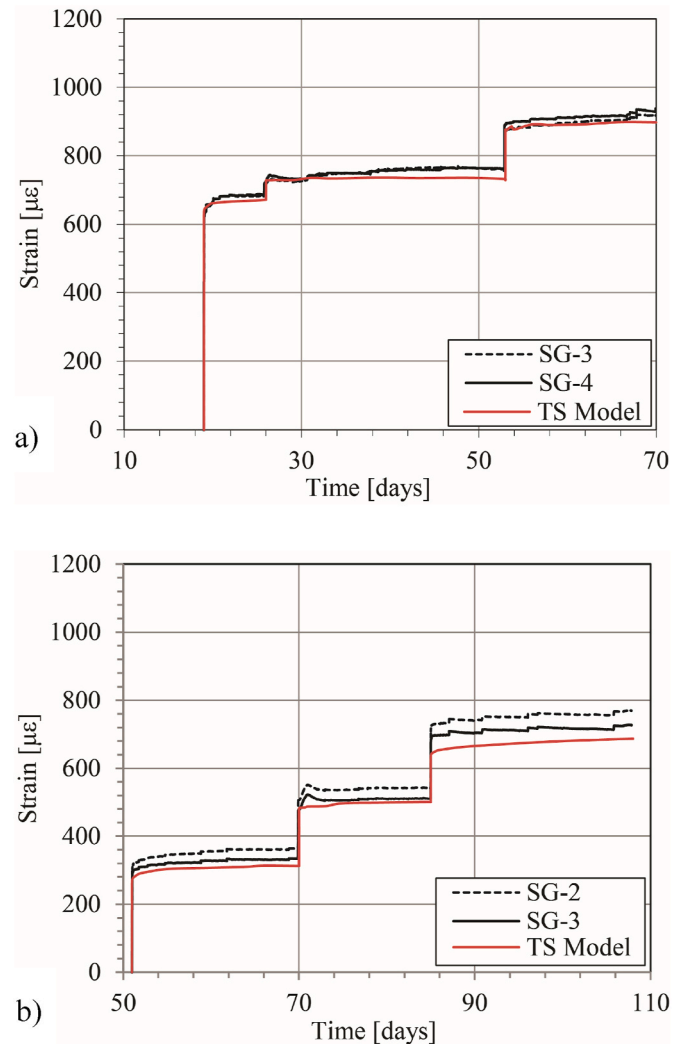 1200
1000
800
600
400
200
0
Strain [με]
SG-3
SG-4
TS Model
a)
10 30 50 70
Time [days]
1200
1000
800
600
400
200
0
Strain [με]
SG-2
SG-3
TS Model
b)
50 70 90 110
Time [days]